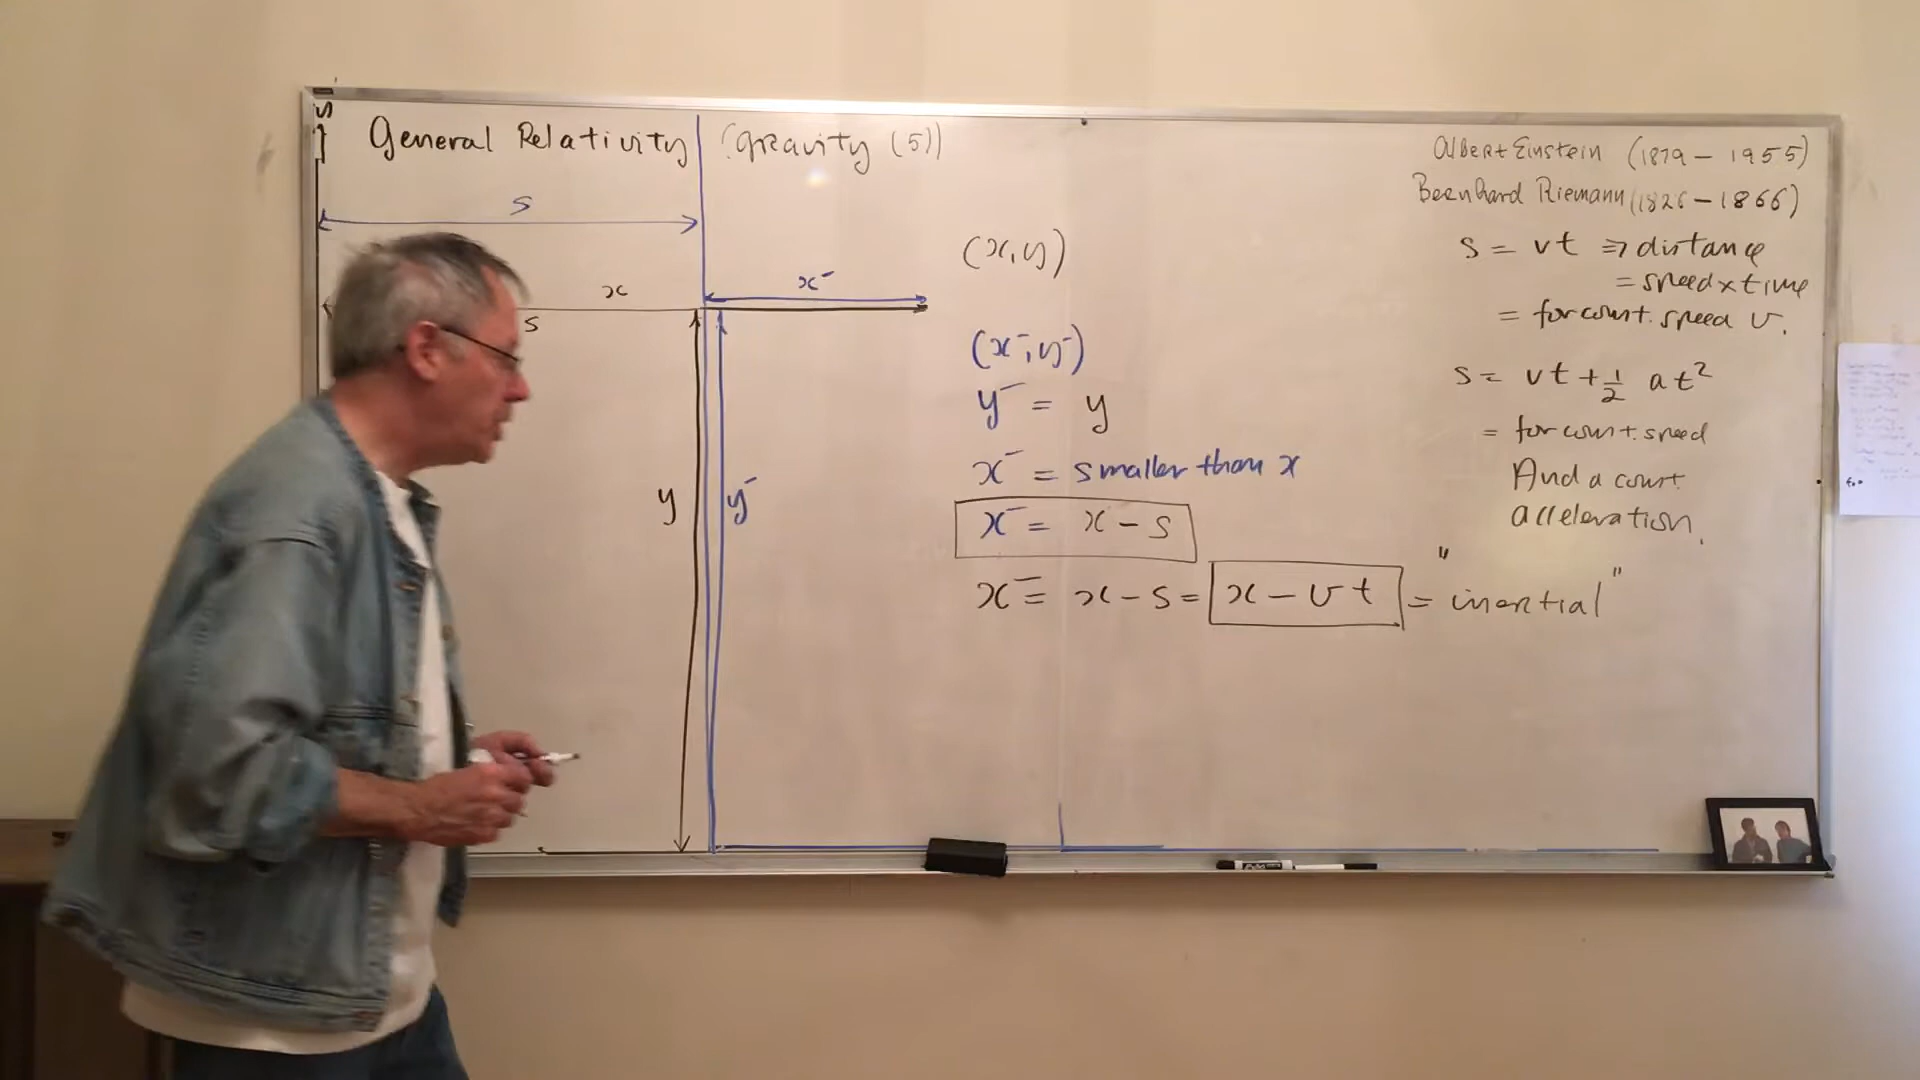 General Relativity (Gravity (5))
s
x
s
x⁻
y
y⁻
(x,y)
(x⁻,y⁻)
y⁻ = y
x⁻ = smaller than x
x⁻ = x - s
x⁻ = x - s = x - vt = "inertial"
Albert Einstein (1879 - 1955)
Bernhard Riemann (1826 - 1866)
s = vt ⇒ distance
= speed x time
= for const. speed v.
s = vt + 1/2 at²
= for const. speed
And a const.
acceleration.